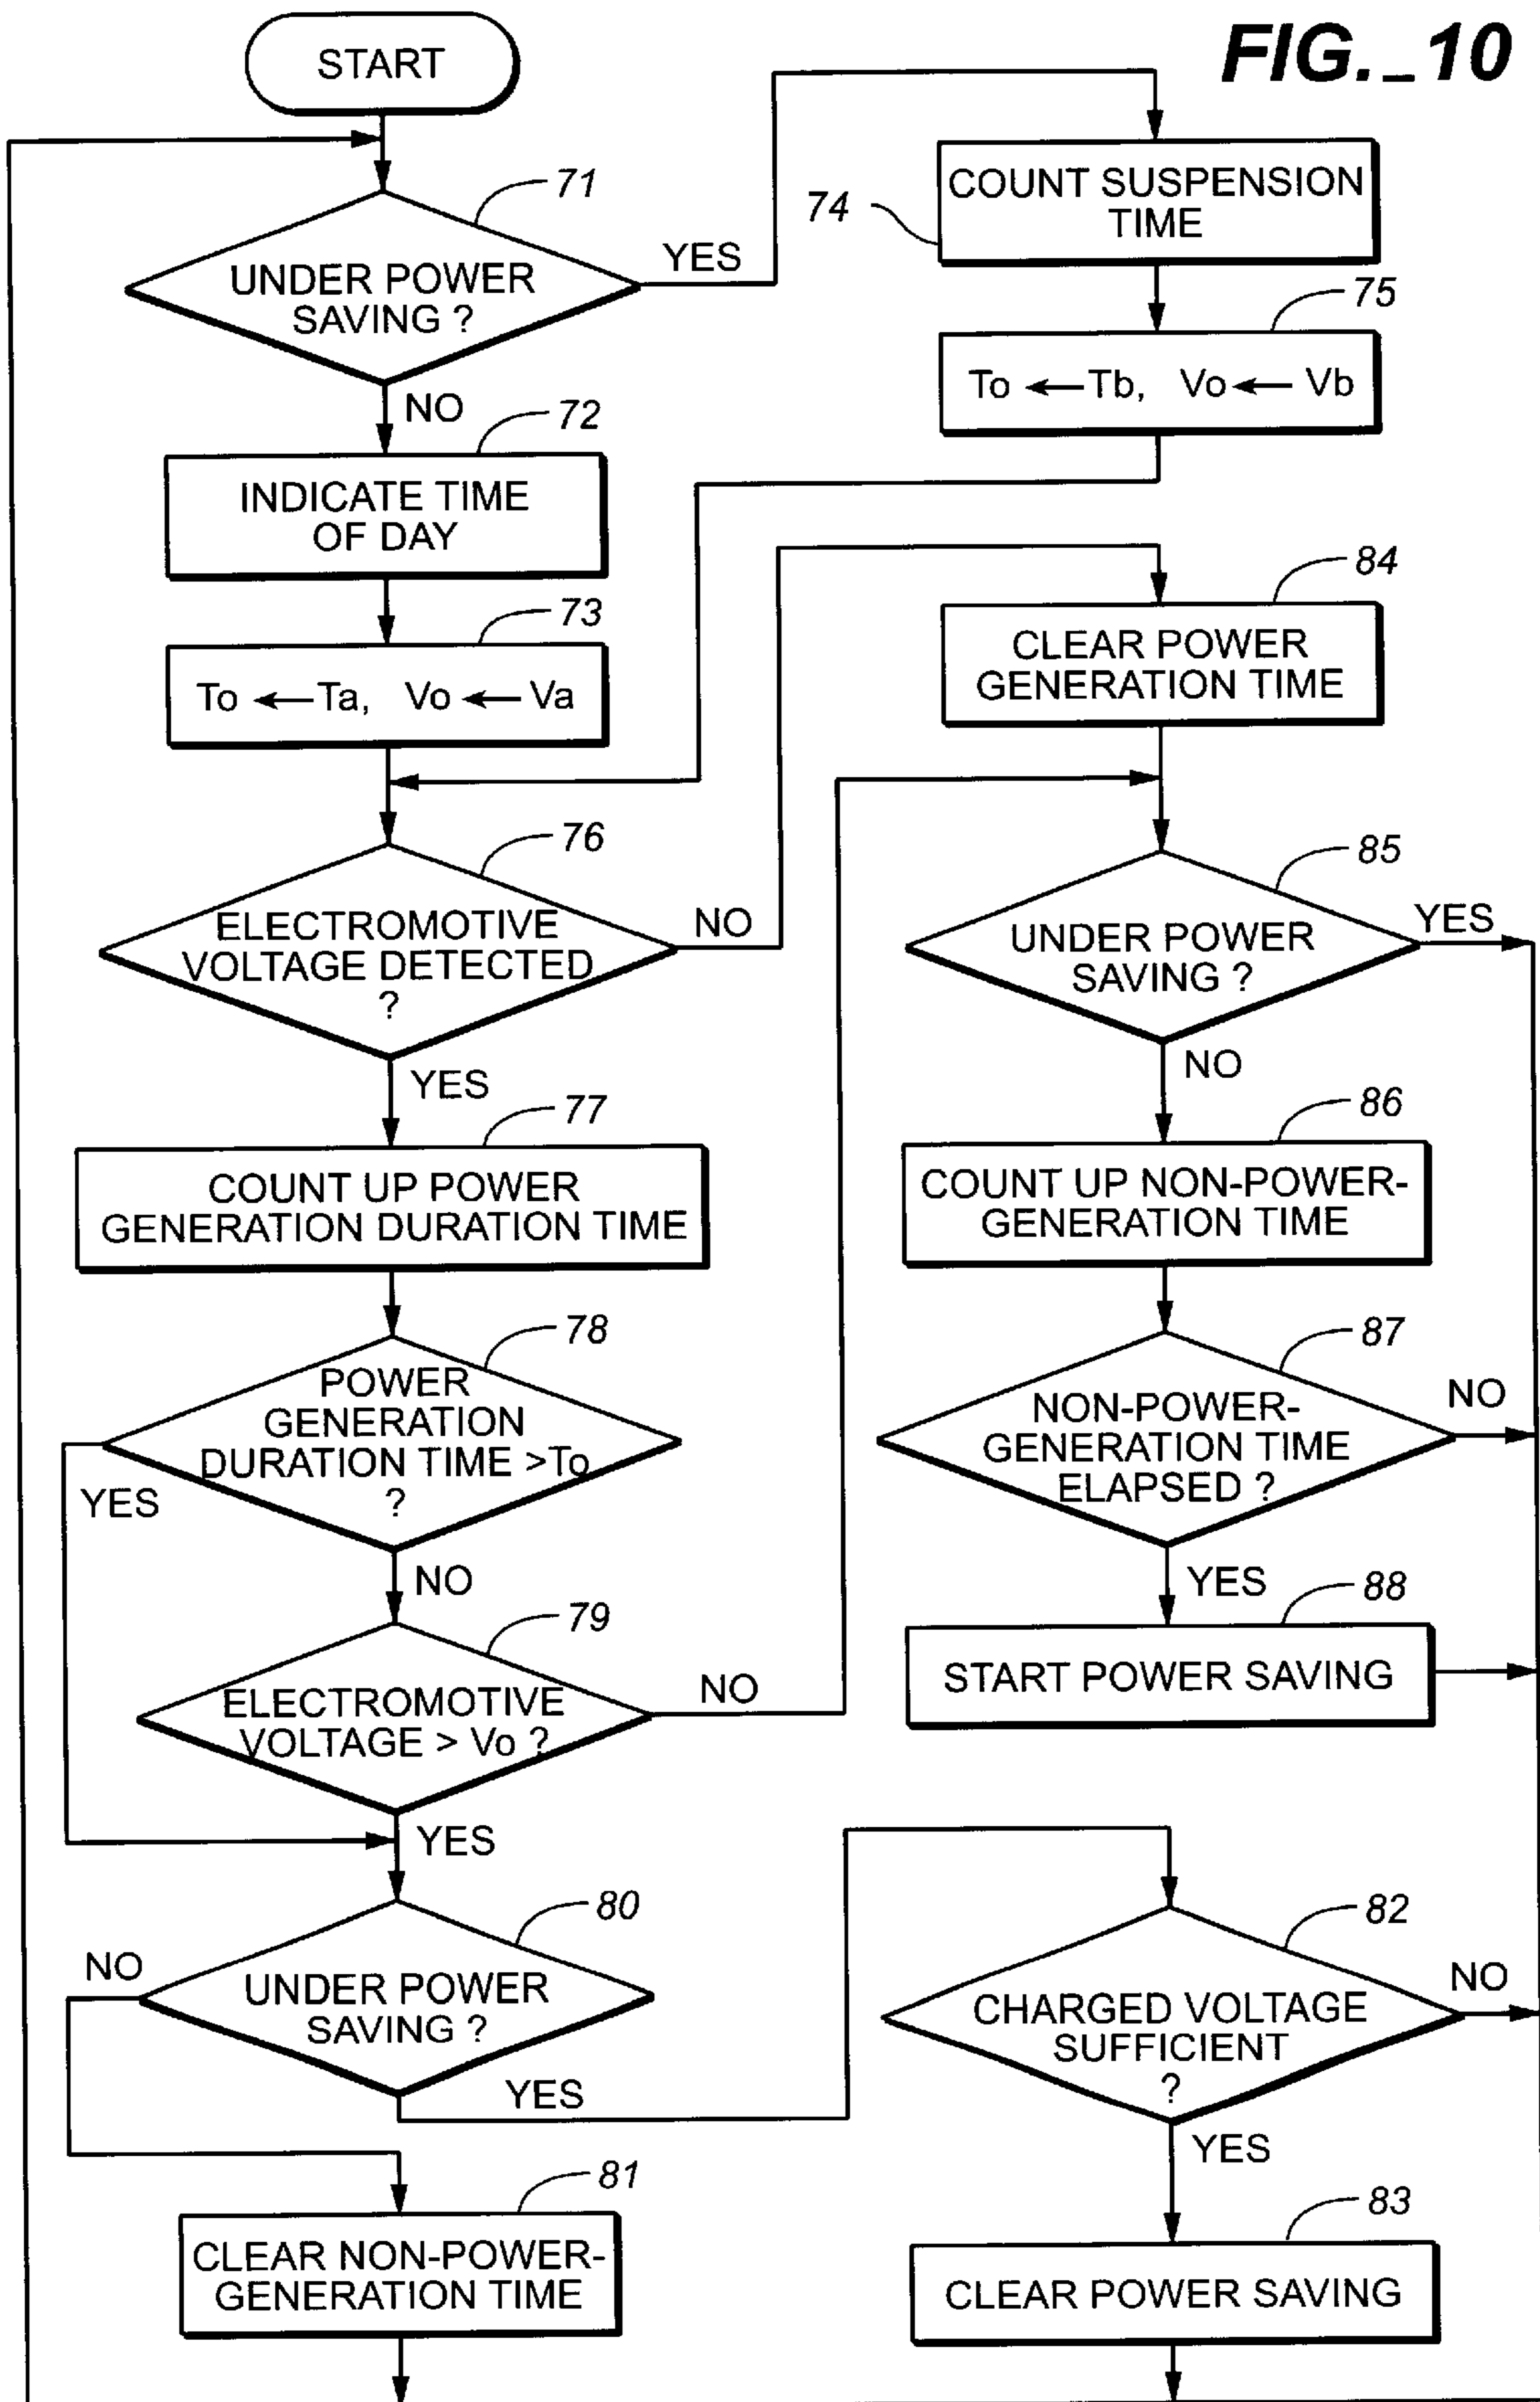 FIG._10
START
71
UNDER POWER
SAVING ?
YES
NO
72
INDICATE TIME
OF DAY
73
To ← Ta, Vo ← Va
74
COUNT SUSPENSION
TIME
75
To ← Tb, Vo ← Vb
76
ELECTROMOTIVE
VOLTAGE DETECTED
?
NO
YES
77
COUNT UP POWER
GENERATION DURATION TIME
78
POWER
GENERATION
DURATION TIME >To
?
YES
NO
79
ELECTROMOTIVE
VOLTAGE > Vo ?
NO
YES
80
UNDER POWER
SAVING ?
NO
YES
81
CLEAR NON-POWER-
GENERATION TIME
84
CLEAR POWER
GENERATION TIME
85
UNDER POWER
SAVING ?
YES
NO
86
COUNT UP NON-POWER-
GENERATION TIME
87
NON-POWER-
GENERATION TIME
ELAPSED ?
NO
YES
88
START POWER SAVING
82
CHARGED VOLTAGE
SUFFICIENT
?
NO
YES
83
CLEAR POWER SAVING